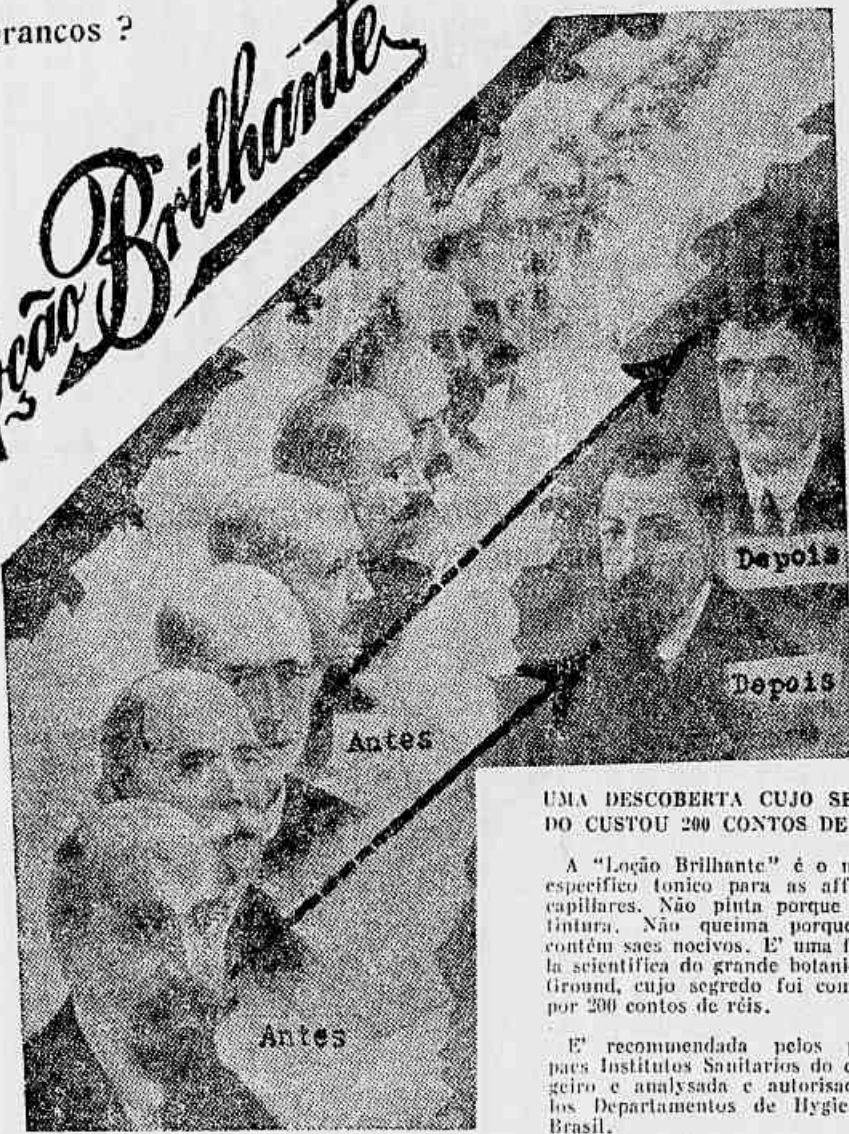 rancos ?
ção Brilhante
Depois
Depois
Antes
Antes
UMA DESCOBERTA CUJO SE
DO CUSTOU 200 CONTOS DE
A “Loção Brilhante” é o m
especifico tonico para as aff
capillares. Não pinta porque
tintura. Não queima porque
contém saes nocivos. E' uma f
la scientifica do grande botani
Ground, cujo segredo foi com
por 200 contos de réis.
E' recommendada pelos
paes Institutos Sanitarios do e
geiro e analysada e autorisad
los Departamentos de Hygie
Brasil.